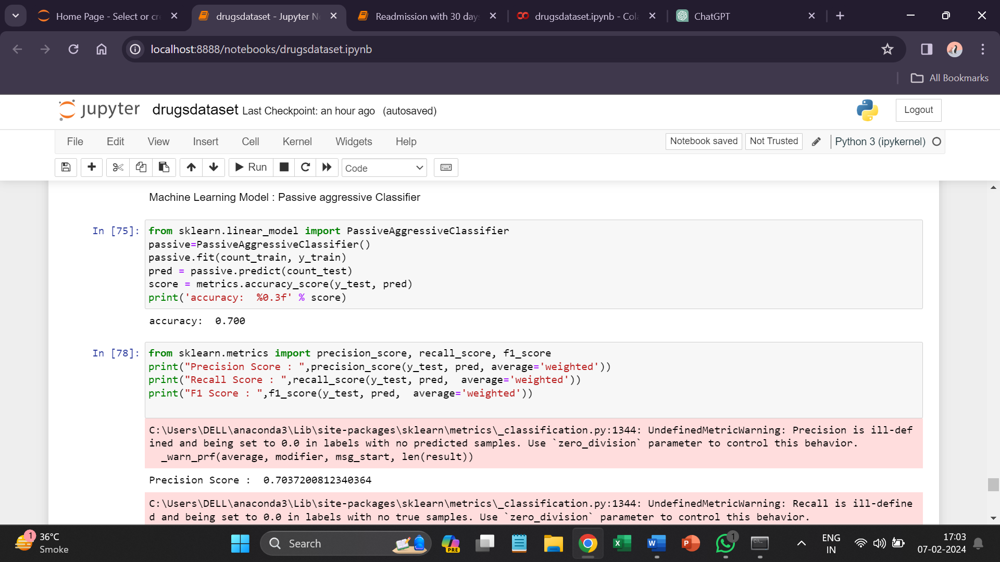 Home Page - Select or cr
drugsdataset - Jupyter N
Readmission with 30 day
drugsdataset.ipynb - Col
ChatGPT
localhost:8888/notebooks/drugsdataset.ipynb
All Bookmarks
jupyter drugsdataset Last Checkpoint: an hour ago (autosaved)
Logout
File Edit View Insert Cell Kernel Widgets Help
Notebook saved Not Trusted Python 3 (ipykernel)
Run Code
Machine Learning Model : Passive aggressive Classifier
In [75]: from sklearn.linear_model import PassiveAggressiveClassifier
passive=PassiveAggressiveClassifier()
passive.fit(count_train, y_train)
pred = passive.predict(count_test)
score = metrics.accuracy_score(y_test, pred)
print('accuracy:  %0.3f' % score)
accuracy:  0.700
In [78]: from sklearn.metrics import precision_score, recall_score, f1_score
print("Precision Score : ",precision_score(y_test, pred, average='weighted'))
print("Recall Score : ",recall_score(y_test, pred,  average='weighted'))
print("F1 Score : ",f1_score(y_test, pred,  average='weighted'))
C:\Users\DELL\anaconda3\Lib\site-packages\sklearn\metrics\_classification.py:1344: UndefinedMetricWarning: Precision is ill-def
ined and being set to 0.0 in labels with no predicted samples. Use `zero_division` parameter to control this behavior.
_warn_prf(average, modifier, msg_start, len(result))
Precision Score :  0.7037200812340364
C:\Users\DELL\anaconda3\Lib\site-packages\sklearn\metrics\_classification.py:1344: UndefinedMetricWarning: Recall is ill-define
d and being set to 0.0 in labels with no true samples. Use `zero_division` parameter to control this behavior.
1
36°C
Smoke
Search
PRE
X
W
P
1
ENG
IN
17:03
07-02-2024